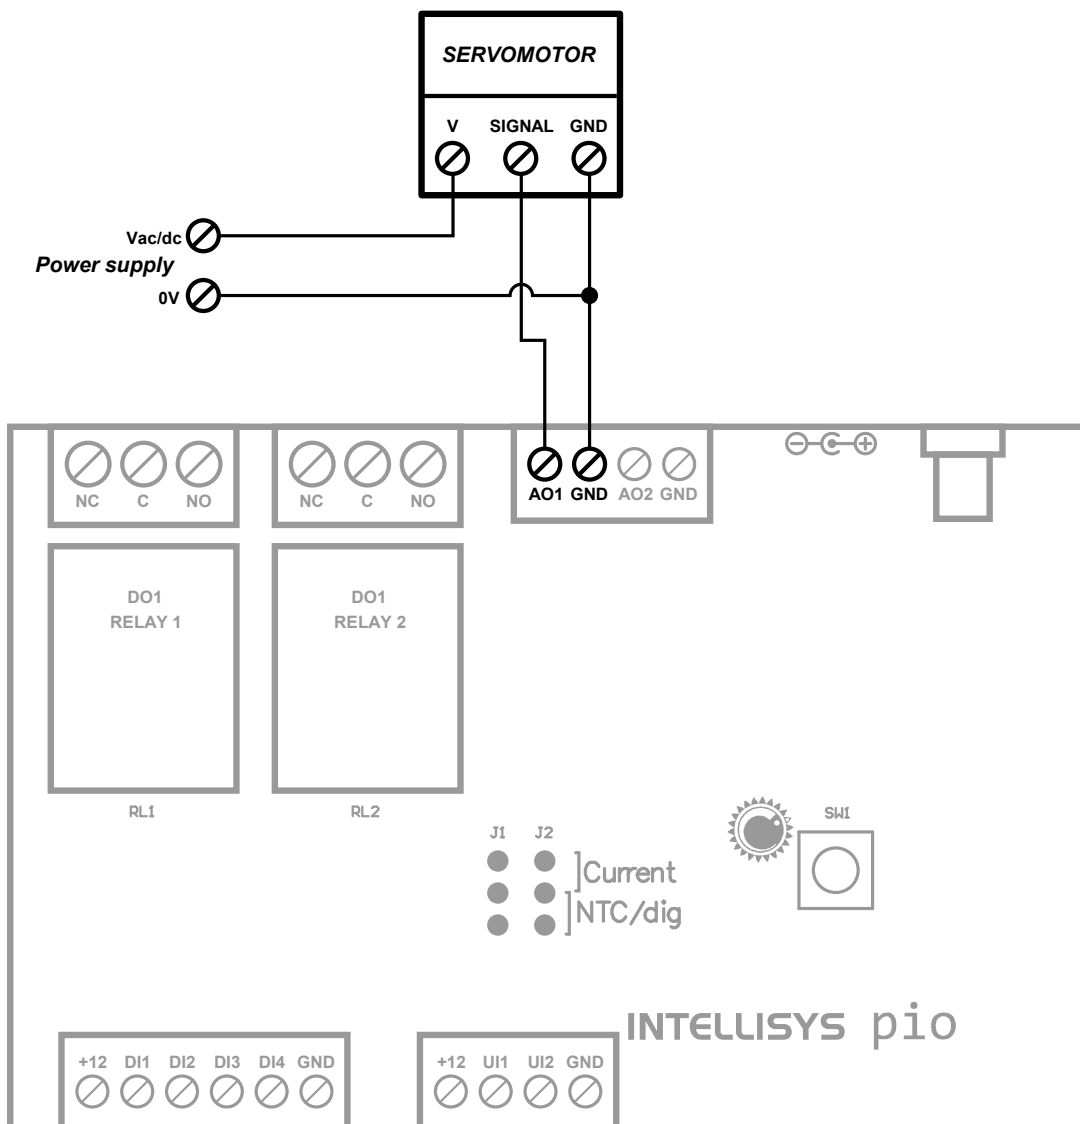 SERVOMOTOR
V SIGNAL GND
Vac/dc
Power supply
0V
NC C NO
NC C NO
AO1 GND AO2 GND
DO1
RELAY 1
DO1
RELAY 2
RL1
RL2
J1 J2
Current
NTC/dig
SW1
INTELLISYS pio
+12 DI1 DI2 DI3 DI4 GND
+12 UI1 UI2 GND